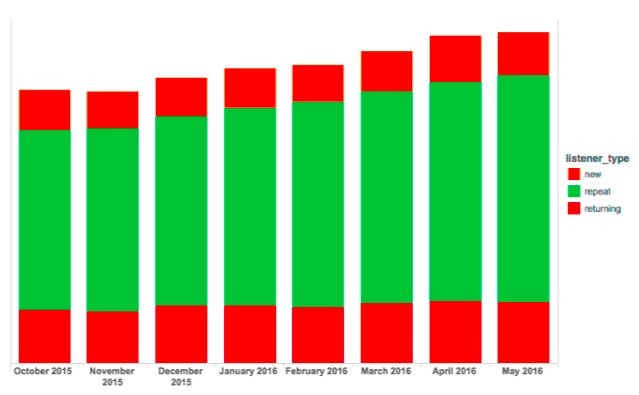 listener_type
new
repeat
returning
October 2015
November
2015
December
2015
January 2016
February 2016
March 2016
April 2016
May 2016